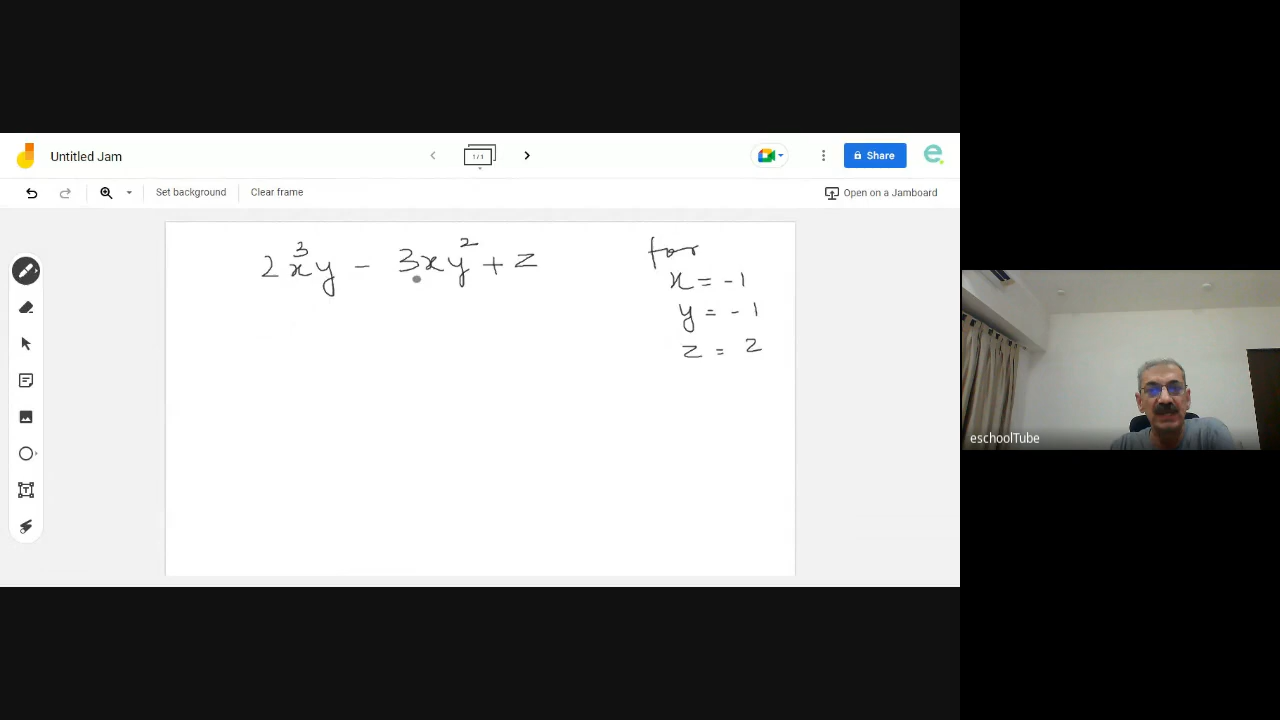 Untitled Jam
1/1
Share
Set background
Clear frame
Open on a Jamboard
2x³y - 3xy² + z
for
x = -1
y = -1
z = 2
eschoolTube